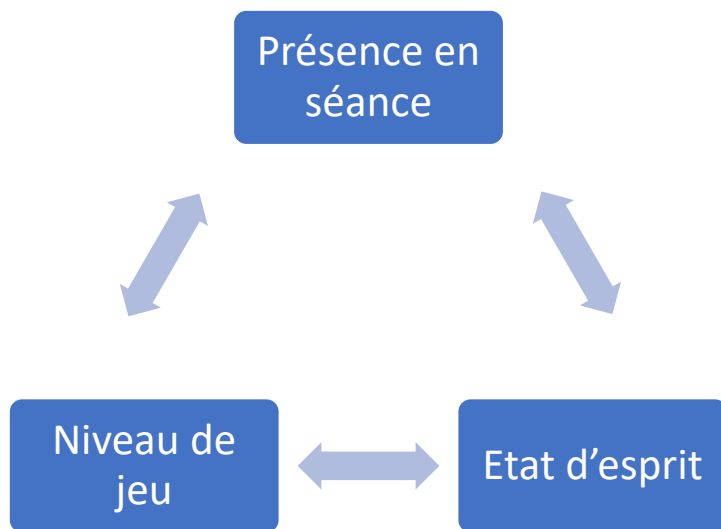 Présence en
séance
Niveau de
jeu
Etat d’esprit